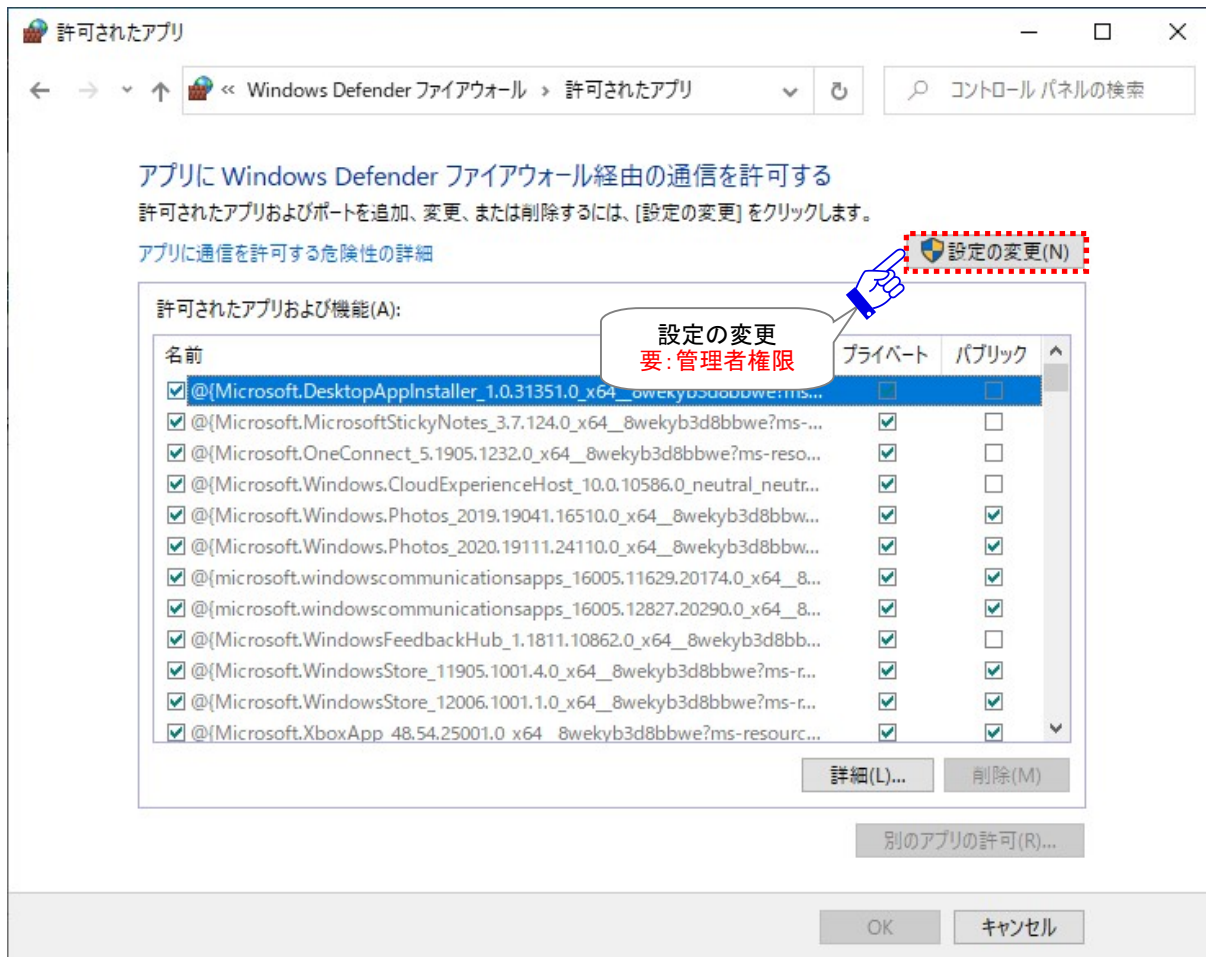 許可されたアプリ
« Windows Defender ファイアウォール › 許可されたアプリ
コントロール パネルの検索
アプリに Windows Defender ファイアウォール経由の通信を許可する
許可されたアプリおよびポートを追加、変更、または削除するには、[設定の変更] をクリックします。
アプリに通信を許可する危険性の詳細
設定の変更(N)
許可されたアプリおよび機能(A):
設定の変更
要：管理者権限
名前 プライベート パブリック
@{Microsoft.DesktopAppInstaller_1.0.31351.0_x64__8wekyb3d8bbwe?ms...
@{Microsoft.MicrosoftStickyNotes_3.7.124.0_x64__8wekyb3d8bbwe?ms-...
@{Microsoft.OneConnect_5.1905.1232.0_x64__8wekyb3d8bbwe?ms-reso...
@{Microsoft.Windows.CloudExperienceHost_10.0.10586.0_neutral_neutr...
@{Microsoft.Windows.Photos_2019.19041.16510.0_x64__8wekyb3d8bbw...
@{Microsoft.Windows.Photos_2020.19111.24110.0_x64__8wekyb3d8bbw...
@{microsoft.windowscommunicationsapps_16005.11629.20174.0_x64__8...
@{microsoft.windowscommunicationsapps_16005.12827.20290.0_x64__8...
@{Microsoft.WindowsFeedbackHub_1.1811.10862.0_x64__8wekyb3d8bb...
@{Microsoft.WindowsStore_11905.1001.4.0_x64__8wekyb3d8bbwe?ms-r...
@{Microsoft.WindowsStore_12006.1001.1.0_x64__8wekyb3d8bbwe?ms-r...
@{Microsoft.XboxApp_48.54.25001.0_x64__8wekyb3d8bbwe?ms-resourc...
詳細(L)... 削除(M)
別のアプリの許可(R)...
OK キャンセル